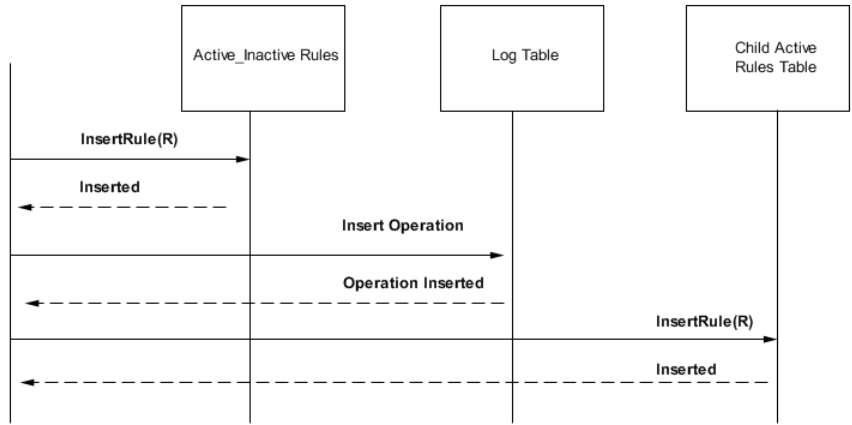 Active_Inactive Rules
Log Table
Child Active
Rules Table
InsertRule(R)
Inserted
Insert Operation
Operation Inserted
InsertRule(R)
Inserted